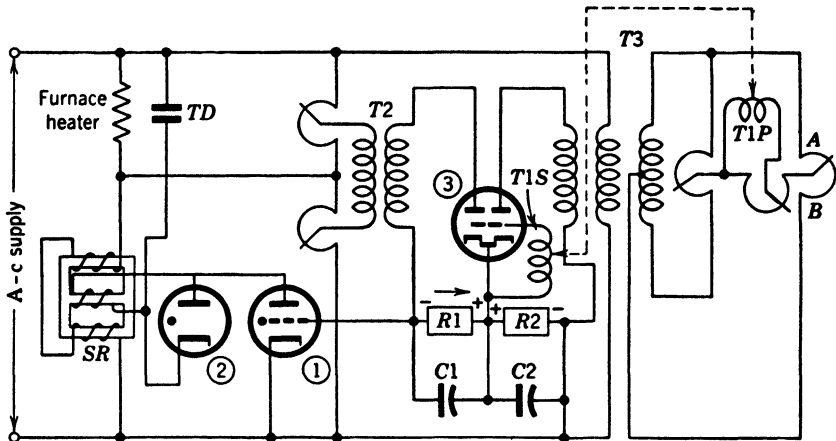 T3
Furnace
heater
TD
T2
T1P
A
B
T1S
3
A-c supply
SR
2
1
- + + -
R1
R2
C1
C2